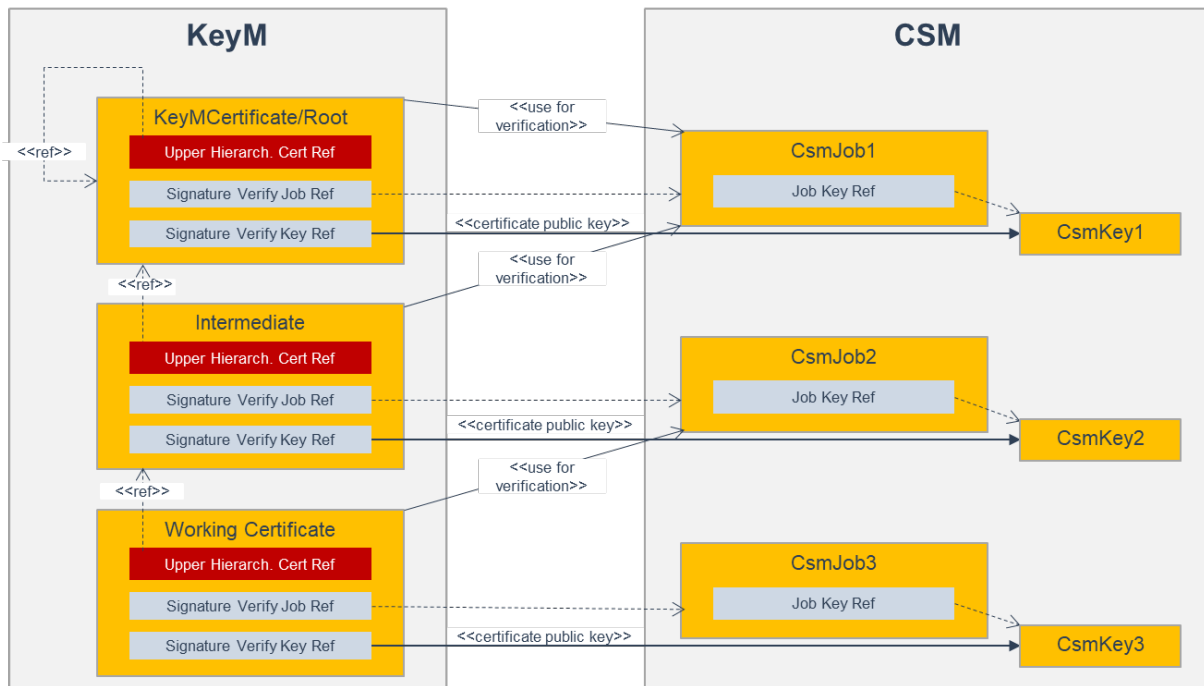 KeyM
CSM
<<use for
verification>>
KeyMCertificate/Root
<<ref>>
Upper Hierarch. Cert Ref
Signature Verify Job Ref
Signature Verify Key Ref
CsmJob1
Job Key Ref
<<certificate public key>>
CsmKey1
<<use for
verification>>
<<ref>>
Intermediate
Upper Hierarch. Cert Ref
Signature Verify Job Ref
Signature Verify Key Ref
CsmJob2
Job Key Ref
<<certificate public key>>
CsmKey2
<<use for
verification>>
<<ref>>
Working Certificate
Upper Hierarch. Cert Ref
Signature Verify Job Ref
Signature Verify Key Ref
CsmJob3
Job Key Ref
<<certificate public key>>
CsmKey3